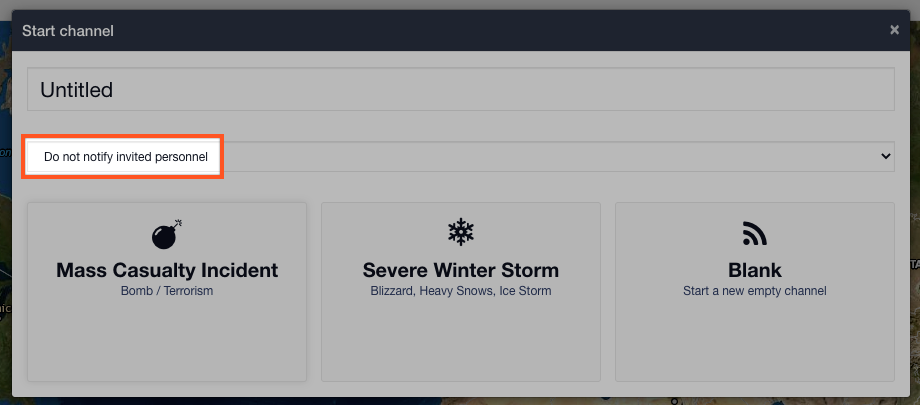 Start channel
×
Untitled
Do not notify invited personnel
Mass Casualty Incident
Bomb / Terrorism
Severe Winter Storm
Blizzard, Heavy Snows, Ice Storm
Blank
Start a new empty channel